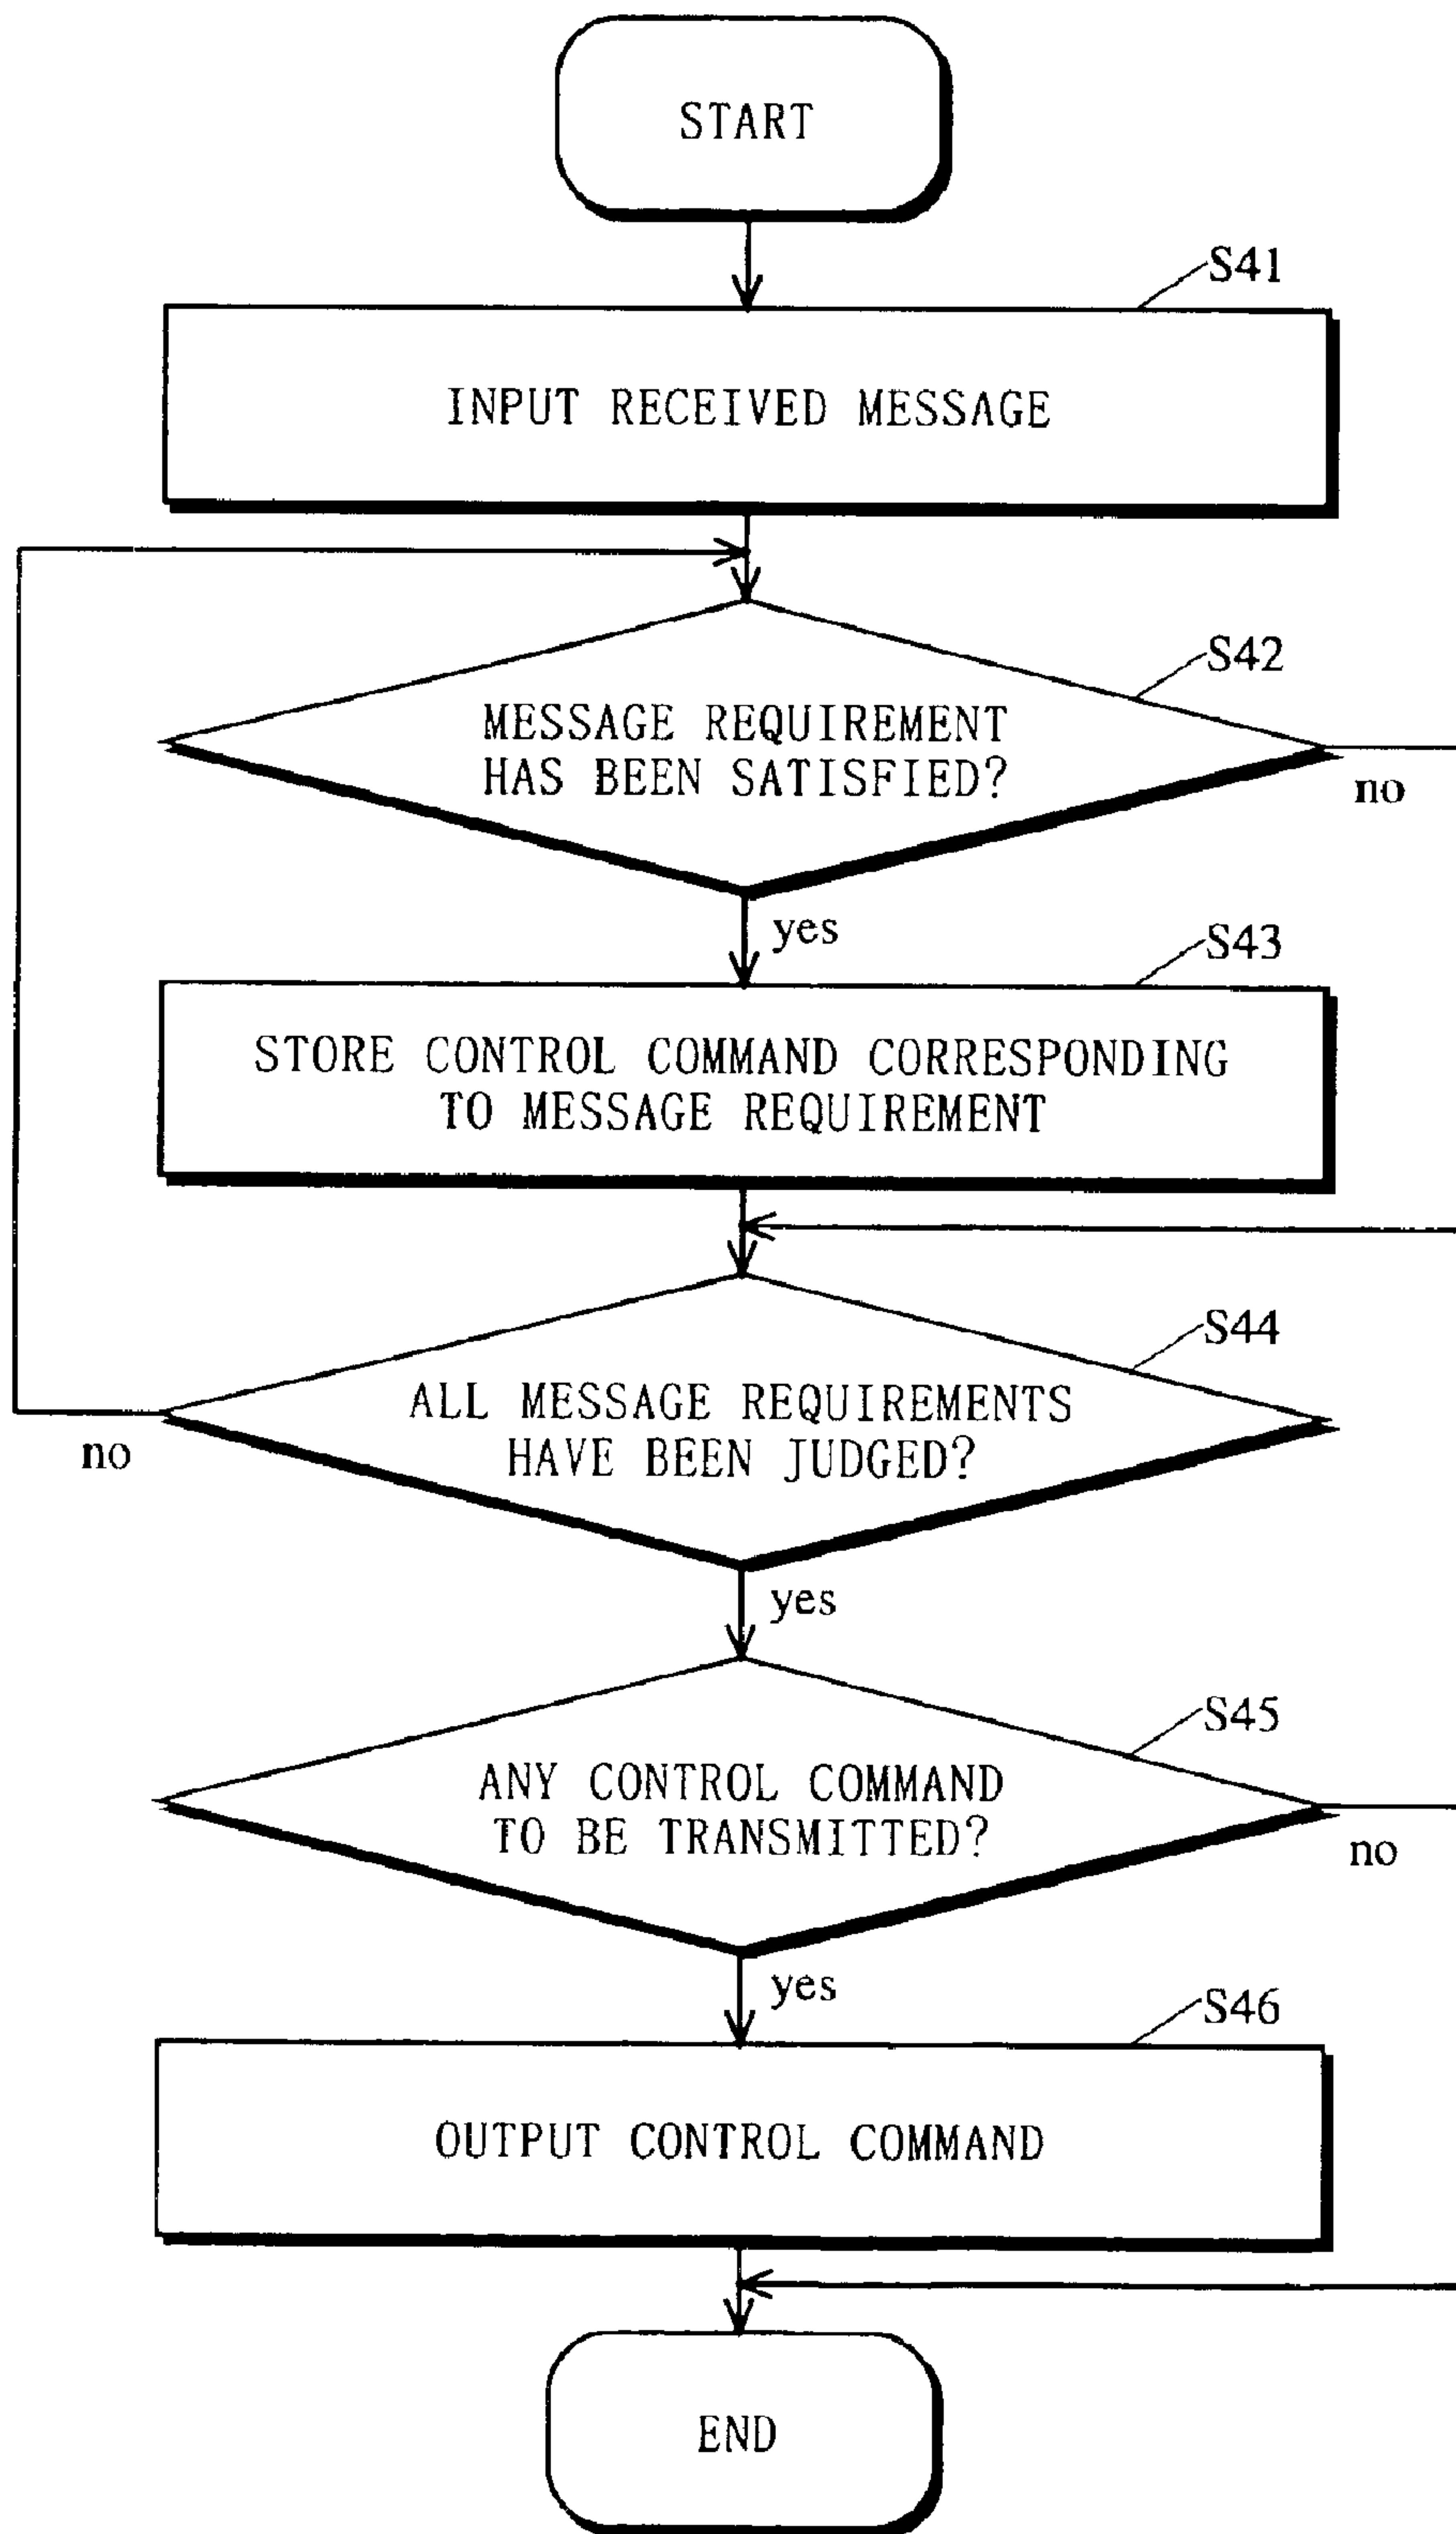 START
S41
INPUT RECEIVED MESSAGE
S42
MESSAGE REQUIREMENT
HAS BEEN SATISFIED?
no
yes
S43
STORE CONTROL COMMAND CORRESPONDING
TO MESSAGE REQUIREMENT
S44
ALL MESSAGE REQUIREMENTS
HAVE BEEN JUDGED?
no
yes
S45
ANY CONTROL COMMAND
TO BE TRANSMITTED?
no
yes
S46
OUTPUT CONTROL COMMAND
END